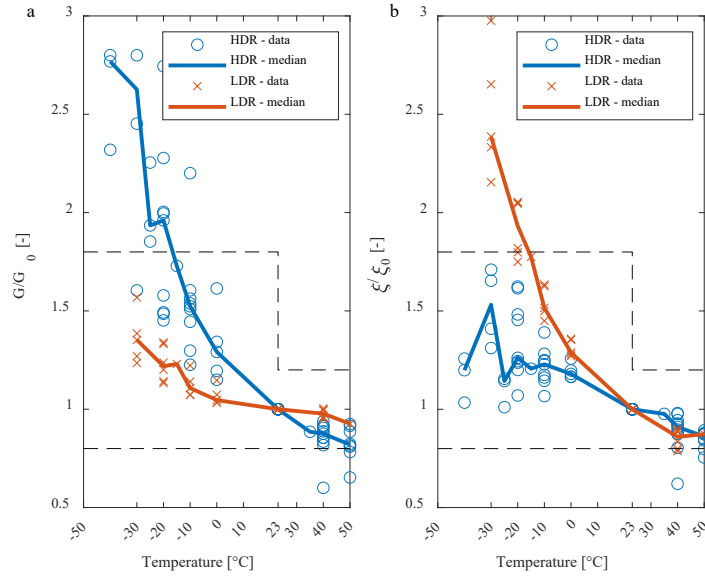 a
b
HDR - data
HDR - median
LDR - data
LDR - median
HDR - data
HDR - median
LDR - data
LDR - median
3
2.5
2
1.5
1
0.5
3
2.5
2
1.5
1
0.5
G/G 0 [-]
ξ/ ξ0 [-]
-50 -30 -20 -10 0 10 23 30 40 50
-50 -30 -20 -10 0 10 23 30 40 50
Temperature [°C]
Temperature [°C]